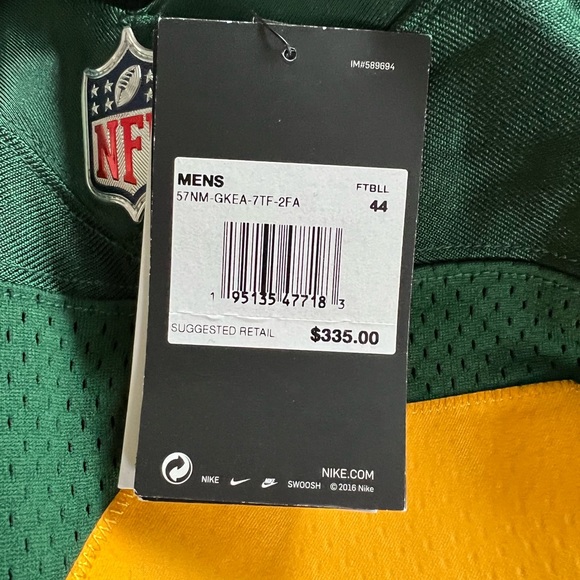 IM#589694
NFL
MENS
FTBLL
57NM-GKEA-7TF-2FA
44
1 95135 47718 3
SUGGESTED RETAIL $335.00
NIKE.COM
NIKE SWOOSH © 2016 Nike